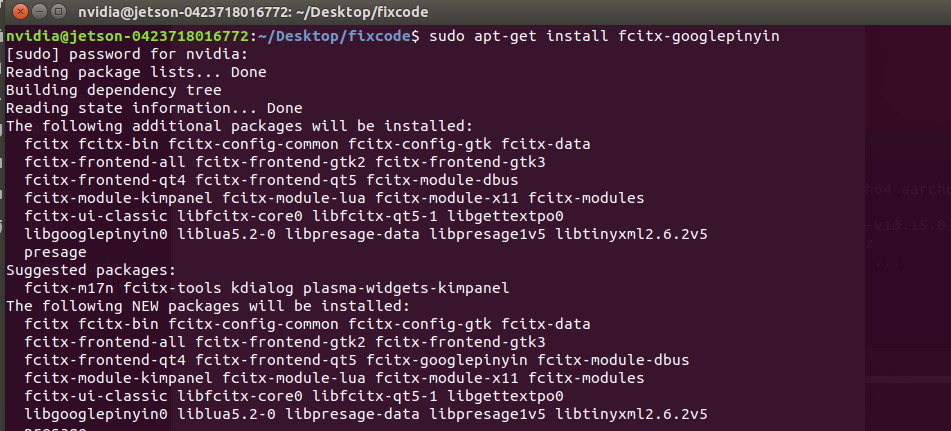 nvidia@jetson-0423718016772: ~/Desktop/fixcode
nvidia@jetson-0423718016772:~/Desktop/fixcode$ sudo apt-get install fcitx-googlepinyin
[sudo] password for nvidia:
Reading package lists... Done
Building dependency tree
Reading state information... Done
The following additional packages will be installed:
fcitx fcitx-bin fcitx-config-common fcitx-config-gtk fcitx-data
fcitx-frontend-all fcitx-frontend-gtk2 fcitx-frontend-gtk3
fcitx-frontend-qt4 fcitx-frontend-qt5 fcitx-module-dbus
fcitx-module-kimpanel fcitx-module-lua fcitx-module-x11 fcitx-modules
fcitx-ui-classic libfcitx-core0 libfcitx-qt5-1 libgettextpo0
libgooglepinyin0 liblua5.2-0 libpresage-data libpresage1v5 libtinyxml2.6.2v5
presage
Suggested packages:
fcitx-m17n fcitx-tools kdialog plasma-widgets-kimpanel
The following NEW packages will be installed:
fcitx fcitx-bin fcitx-config-common fcitx-config-gtk fcitx-data
fcitx-frontend-all fcitx-frontend-gtk2 fcitx-frontend-gtk3
fcitx-frontend-qt4 fcitx-frontend-qt5 fcitx-googlepinyin fcitx-module-dbus
fcitx-module-kimpanel fcitx-module-lua fcitx-module-x11 fcitx-modules
fcitx-ui-classic libfcitx-core0 libfcitx-qt5-1 libgettextpo0
libgooglepinyin0 liblua5.2-0 libpresage-data libpresage1v5 libtinyxml2.6.2v5